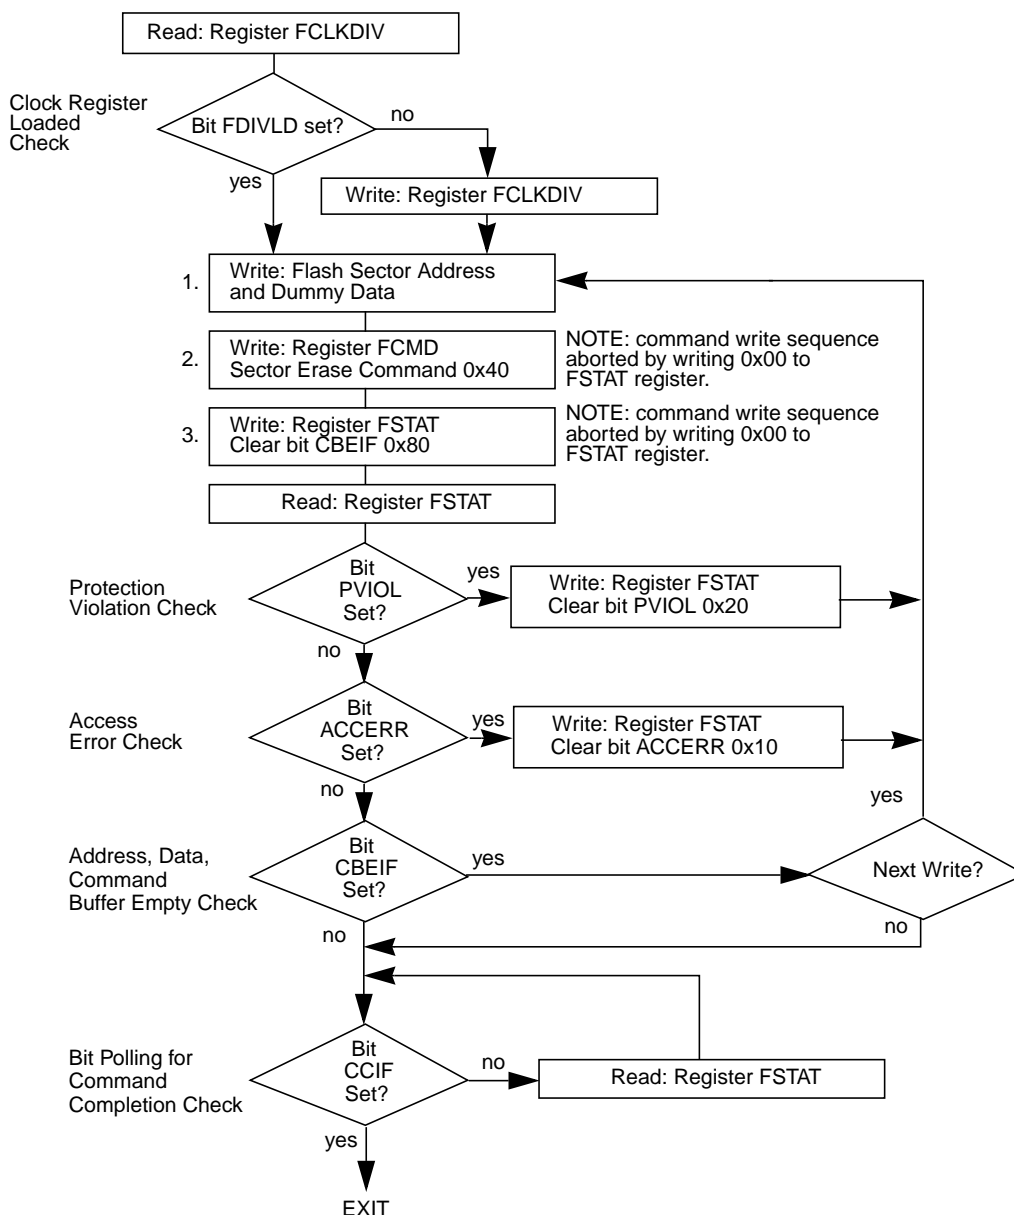 Read: Register FCLKDIV
Clock Register
Loaded
Check
Bit FDIVLD set?
no
yes
Write: Register FCLKDIV
1.
Write: Flash Sector Address
and Dummy Data
2.
Write: Register FCMD
Sector Erase Command 0x40
NOTE: command write sequence
aborted by writing 0x00 to
FSTAT register.
3.
Write: Register FSTAT
Clear bit CBEIF 0x80
NOTE: command write sequence
aborted by writing 0x00 to
FSTAT register.
Read: Register FSTAT
Protection
Violation Check
Bit
PVIOL
Set?
yes
Write: Register FSTAT
Clear bit PVIOL 0x20
no
Access
Error Check
Bit
ACCERR
Set?
yes
Write: Register FSTAT
Clear bit ACCERR 0x10
no
yes
Address, Data,
Command
Buffer Empty Check
Bit
CBEIF
Set?
yes
Next Write?
no
no
Bit Polling for
Command
Completion Check
Bit
CCIF
Set?
no
Read: Register FSTAT
yes
EXIT